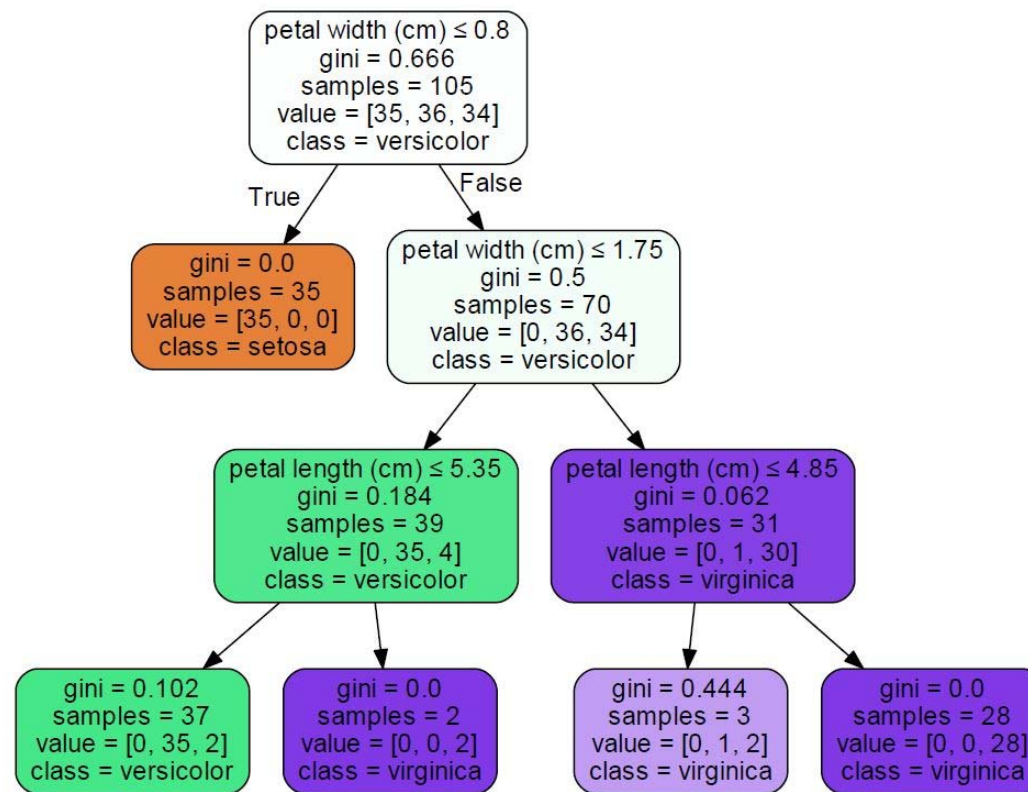 petal width (cm) ≤ 0.8
gini = 0.666
samples = 105
value = [35, 36, 34]
class = versicolor
True
False
gini = 0.0
samples = 35
value = [35, 0, 0]
class = setosa
petal width (cm) ≤ 1.75
gini = 0.5
samples = 70
value = [0, 36, 34]
class = versicolor
petal length (cm) ≤ 5.35
gini = 0.184
samples = 39
value = [0, 35, 4]
class = versicolor
petal length (cm) ≤ 4.85
gini = 0.062
samples = 31
value = [0, 1, 30]
class = virginica
gini = 0.102
samples = 37
value = [0, 35, 2]
class = versicolor
gini = 0.0
samples = 2
value = [0, 0, 2]
class = virginica
gini = 0.444
samples = 3
value = [0, 1, 2]
class = virginica
gini = 0.0
samples = 28
value = [0, 0, 28]
class = virginica